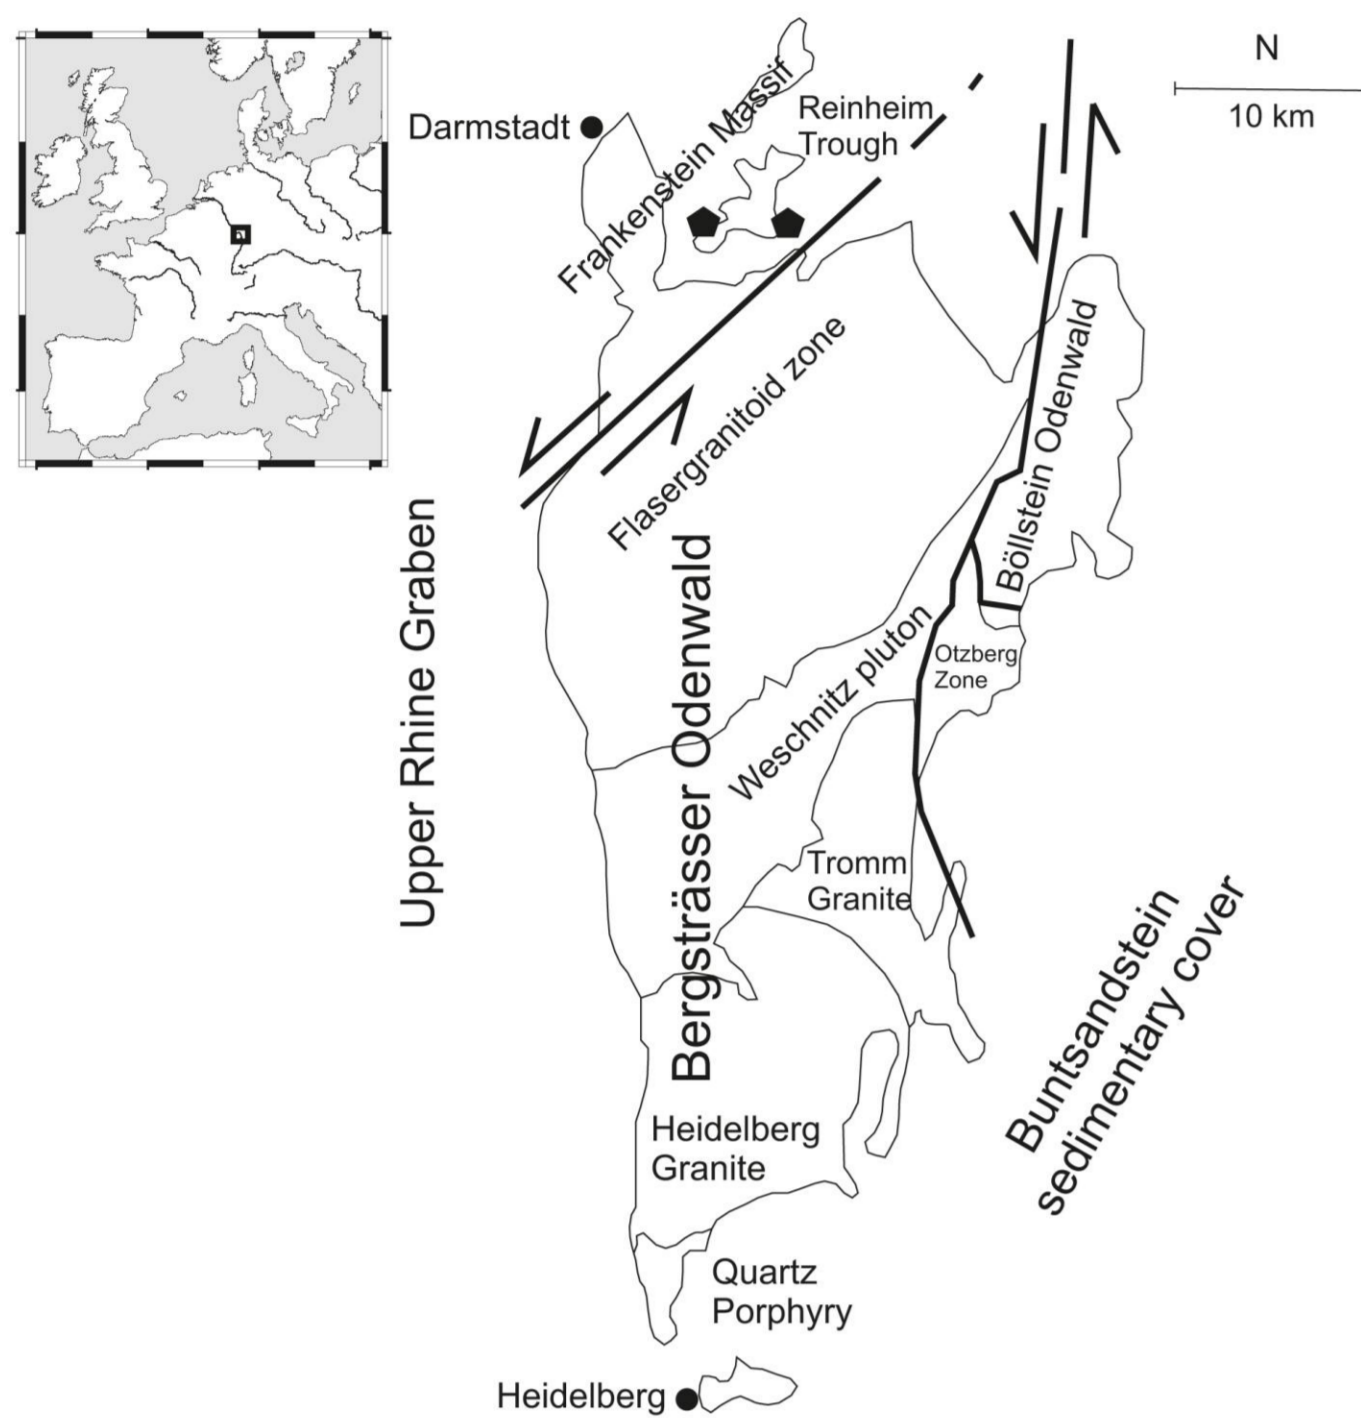 N
10 km
Darmstadt
Frankenstein Massif
Reinheim
Trough
Flasergranitoid zone
Böllstein Odenwald
Upper Rhine Graben
Bergsträsser Odenwald
Weschnitz pluton
Otzberg
Zone
Tromm
Granite
Buntsandstein
sedimentary cover
Heidelberg
Granite
Quartz
Porphyry
Heidelberg